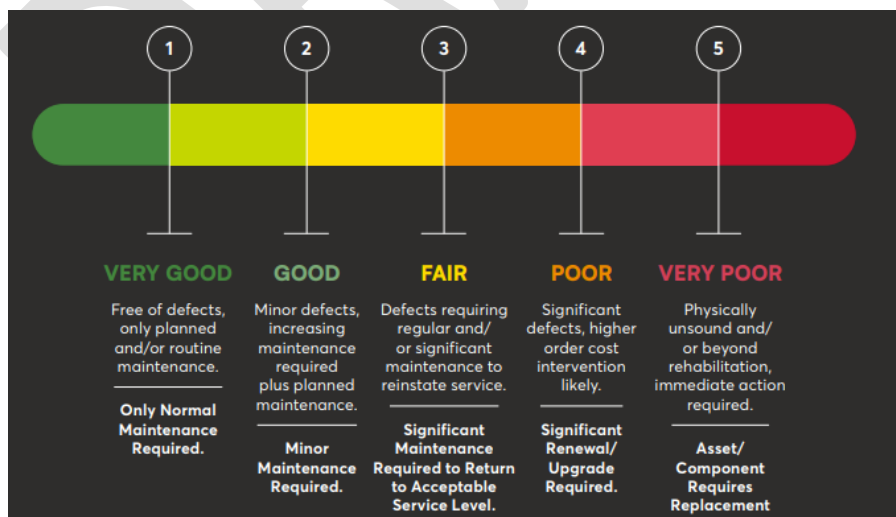 1
2
3
4
5
VERY GOOD
Free of defects,
only planned
and/or routine
maintenance.
Only Normal
Maintenance
Required.
GOOD
Minor defects,
increasing
maintenance
required
plus planned
maintenance.
Minor
Maintenance
Required.
FAIR
Defects requiring
regular and/
or significant
maintenance to
reinstate service.
Significant
Maintenance
Required to Return
to Acceptable
Service Level.
POOR
Significant
defects, higher
order cost
intervention
likely.
Significant
Renewal/
Upgrade
Required.
VERY POOR
Physically
unsound and/
or beyond
rehabilitation,
immediate action
required.
Asset/
Component
Requires
Replacement